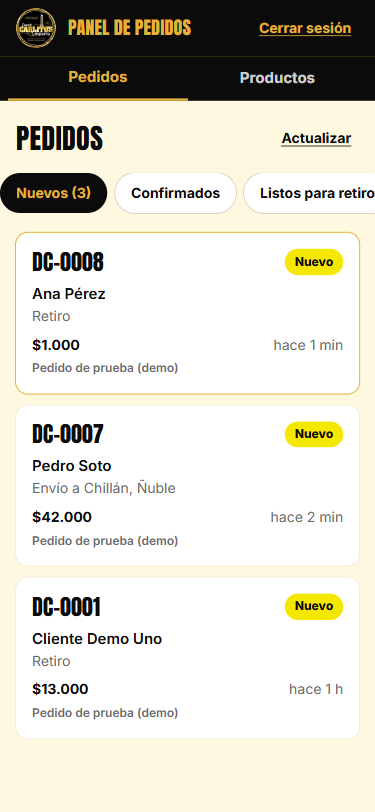 CARLITOS
PANEL DE PEDIDOS
Cerrar sesión
Pedidos
Productos
PEDIDOS
Actualizar
Nuevos (3)
Confirmados
Listos para retiro
DC-0008
Nuevo
Ana Pérez
Retiro
$1.000
hace 1 min
Pedido de prueba (demo)
DC-0007
Nuevo
Pedro Soto
Envío a Chillán, Ñuble
$42.000
hace 2 min
Pedido de prueba (demo)
DC-0001
Nuevo
Cliente Demo Uno
Retiro
$13.000
hace 1 h
Pedido de prueba (demo)